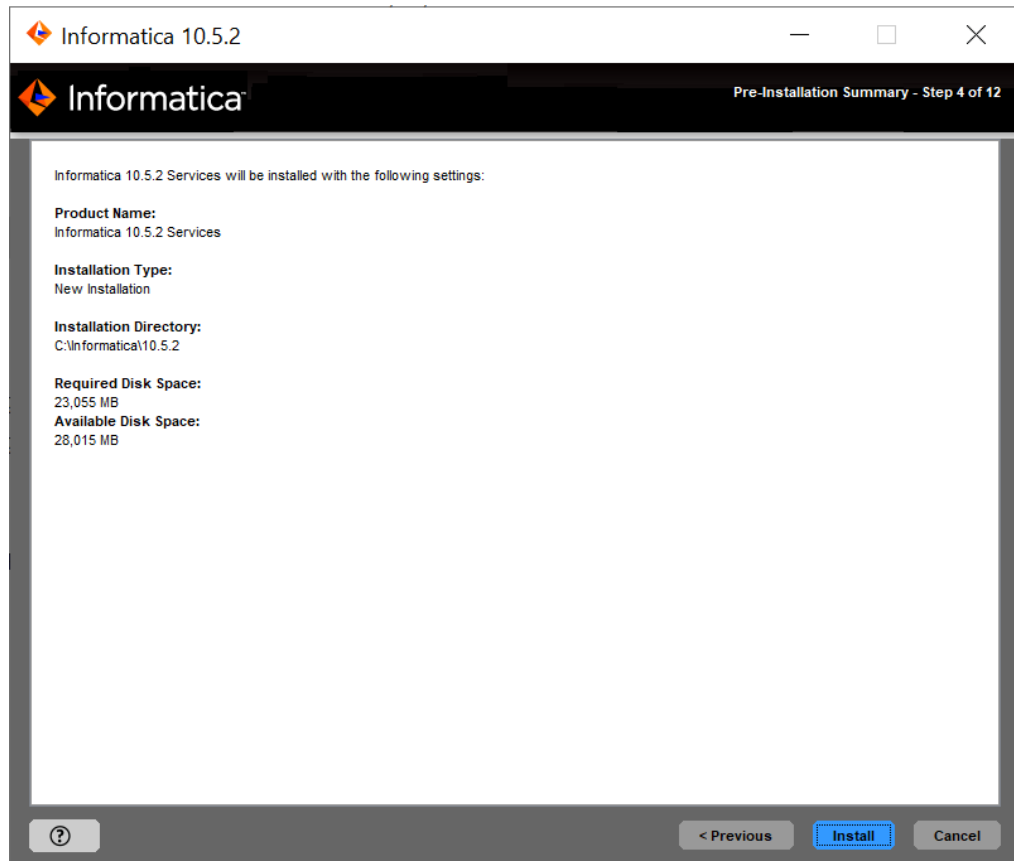 Informatica 10.5.2
Informatica
Pre-Installation Summary - Step 4 of 12
Informatica 10.5.2 Services will be installed with the following settings:
Product Name:
Informatica 10.5.2 Services
Installation Type:
New Installation
Installation Directory:
C:\Informatica\10.5.2
Required Disk Space:
23,055 MB
Available Disk Space:
28,015 MB
?
< Previous
Install
Cancel